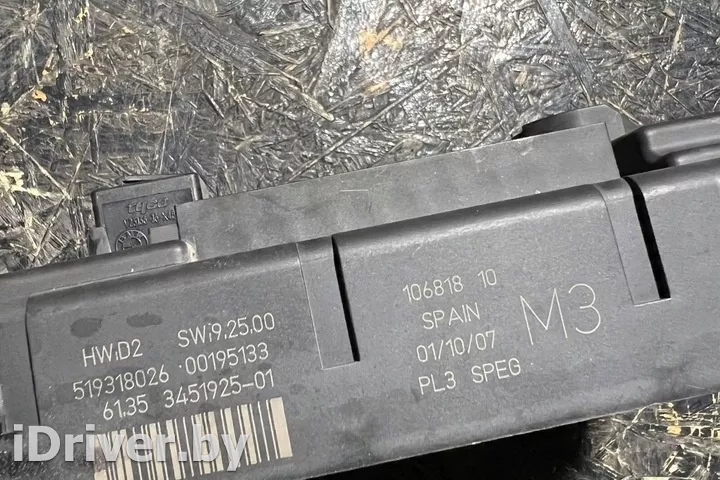 tyco
106818 10
SPAIN
01/10/07
PL3 SPEG
M3
HW:D2 SW:9.25.00
519318026 00195133
61.35 3451925-01
iDriver.by